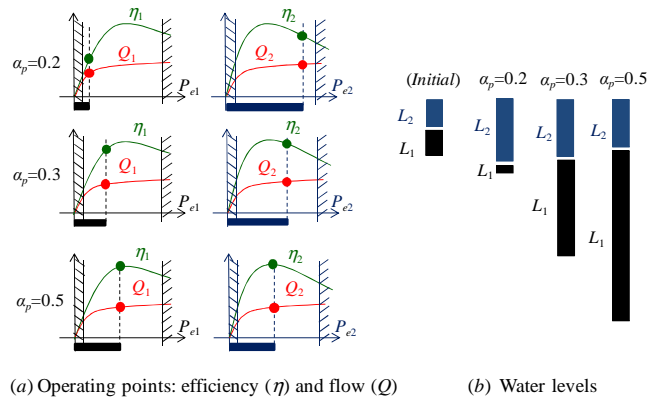 η₁
η₂
αₚ=0.2
Q₁
Q₂
Pₑ₁
Pₑ₂
η₁
η₂
αₚ=0.3
Q₁
Q₂
Pₑ₁
Pₑ₂
η₁
η₂
αₚ=0.5
Q₁
Q₂
Pₑ₁
Pₑ₂
(a) Operating points: efficiency (η) and flow (Q)
(Initial) αₚ=0.2 αₚ=0.3 αₚ=0.5
L₂ L₂ L₂ L₂
L₁ L₁ L₁ L₁
(b) Water levels